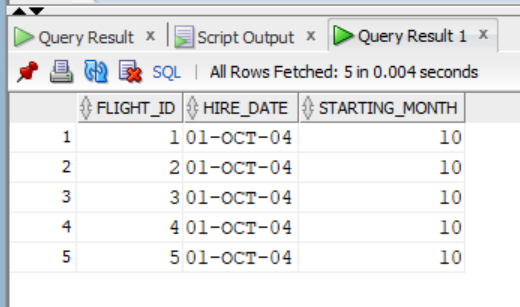 Query Result x Script Output x Query Result 1 x
SQL | All Rows Fetched: 5 in 0.004 seconds
FLIGHT_ID HIRE_DATE STARTING_MONTH
1 1 01-OCT-04 10
2 2 01-OCT-04 10
3 3 01-OCT-04 10
4 4 01-OCT-04 10
5 5 01-OCT-04 10